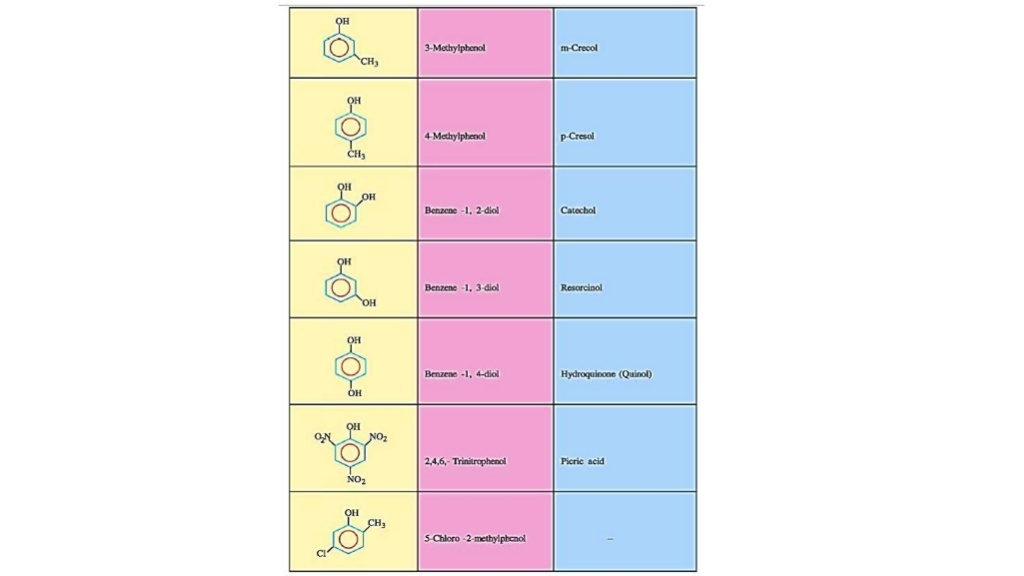 OH
CH3
3-Methylphenol
m-Crecol
OH
CH3
4-Methylphenol
p-Cresol
OH
OH
Benzene -1, 2-diol
Catechol
OH
OH
Benzene -1, 3-diol
Resorcinol
OH
OH
Benzene -1, 4-diol
Hydroquinone (Quinol)
OH
O2N
NO2
NO2
2,4,6,- Trinitrophenol
Picric acid
OH
CH3
Cl
5-Chloro -2-methylphenol
–